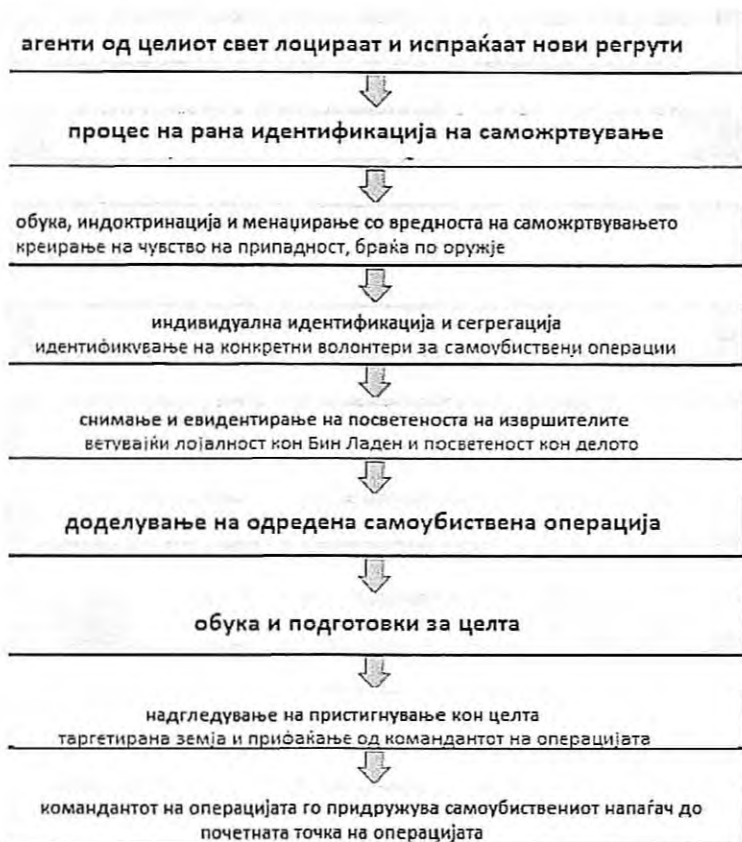 агенти од целиот свет лоцираат и испраќаат нови регрути
процес на рана идентификација на саможртвување
обука, индоктринација и менаџирање со вредноста на саможртвувањето
креирање на чувство на припадност, браќа по оружје
индивидуална идентификација и сегрегација
идентификување на конкретни волонтери за самоубиствени операции
снимање и евидентирање на посветеноста на извршителите
ветувајќи лојалност кон Бин Ладен и посветеност кон делото
доделување на одредена самоубиствена операција
обука и подготовки за целта
надгледување на пристигнување кон целта
таргетирана земја и прифаќање од командантот на операцијата
командантот на операцијата го придружува самоубиствениот напаѓач до
почетната точка на операцијата